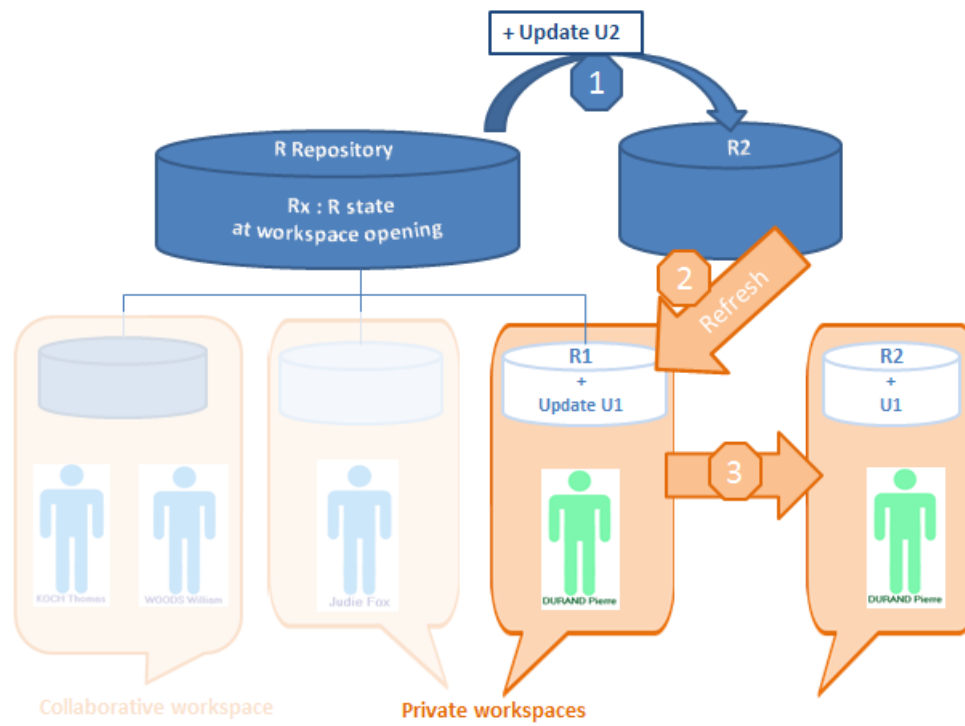 + Update U2
1
R Repository
R2
Rx : R state
at workspace opening
2
Refresh
R1
+
Update U1
R2
+
U1
3
KOCH Thomas
WOODS William
Judie Fox
DURAND Pierre
DURAND Pierre
Collaborative workspace
Private workspaces